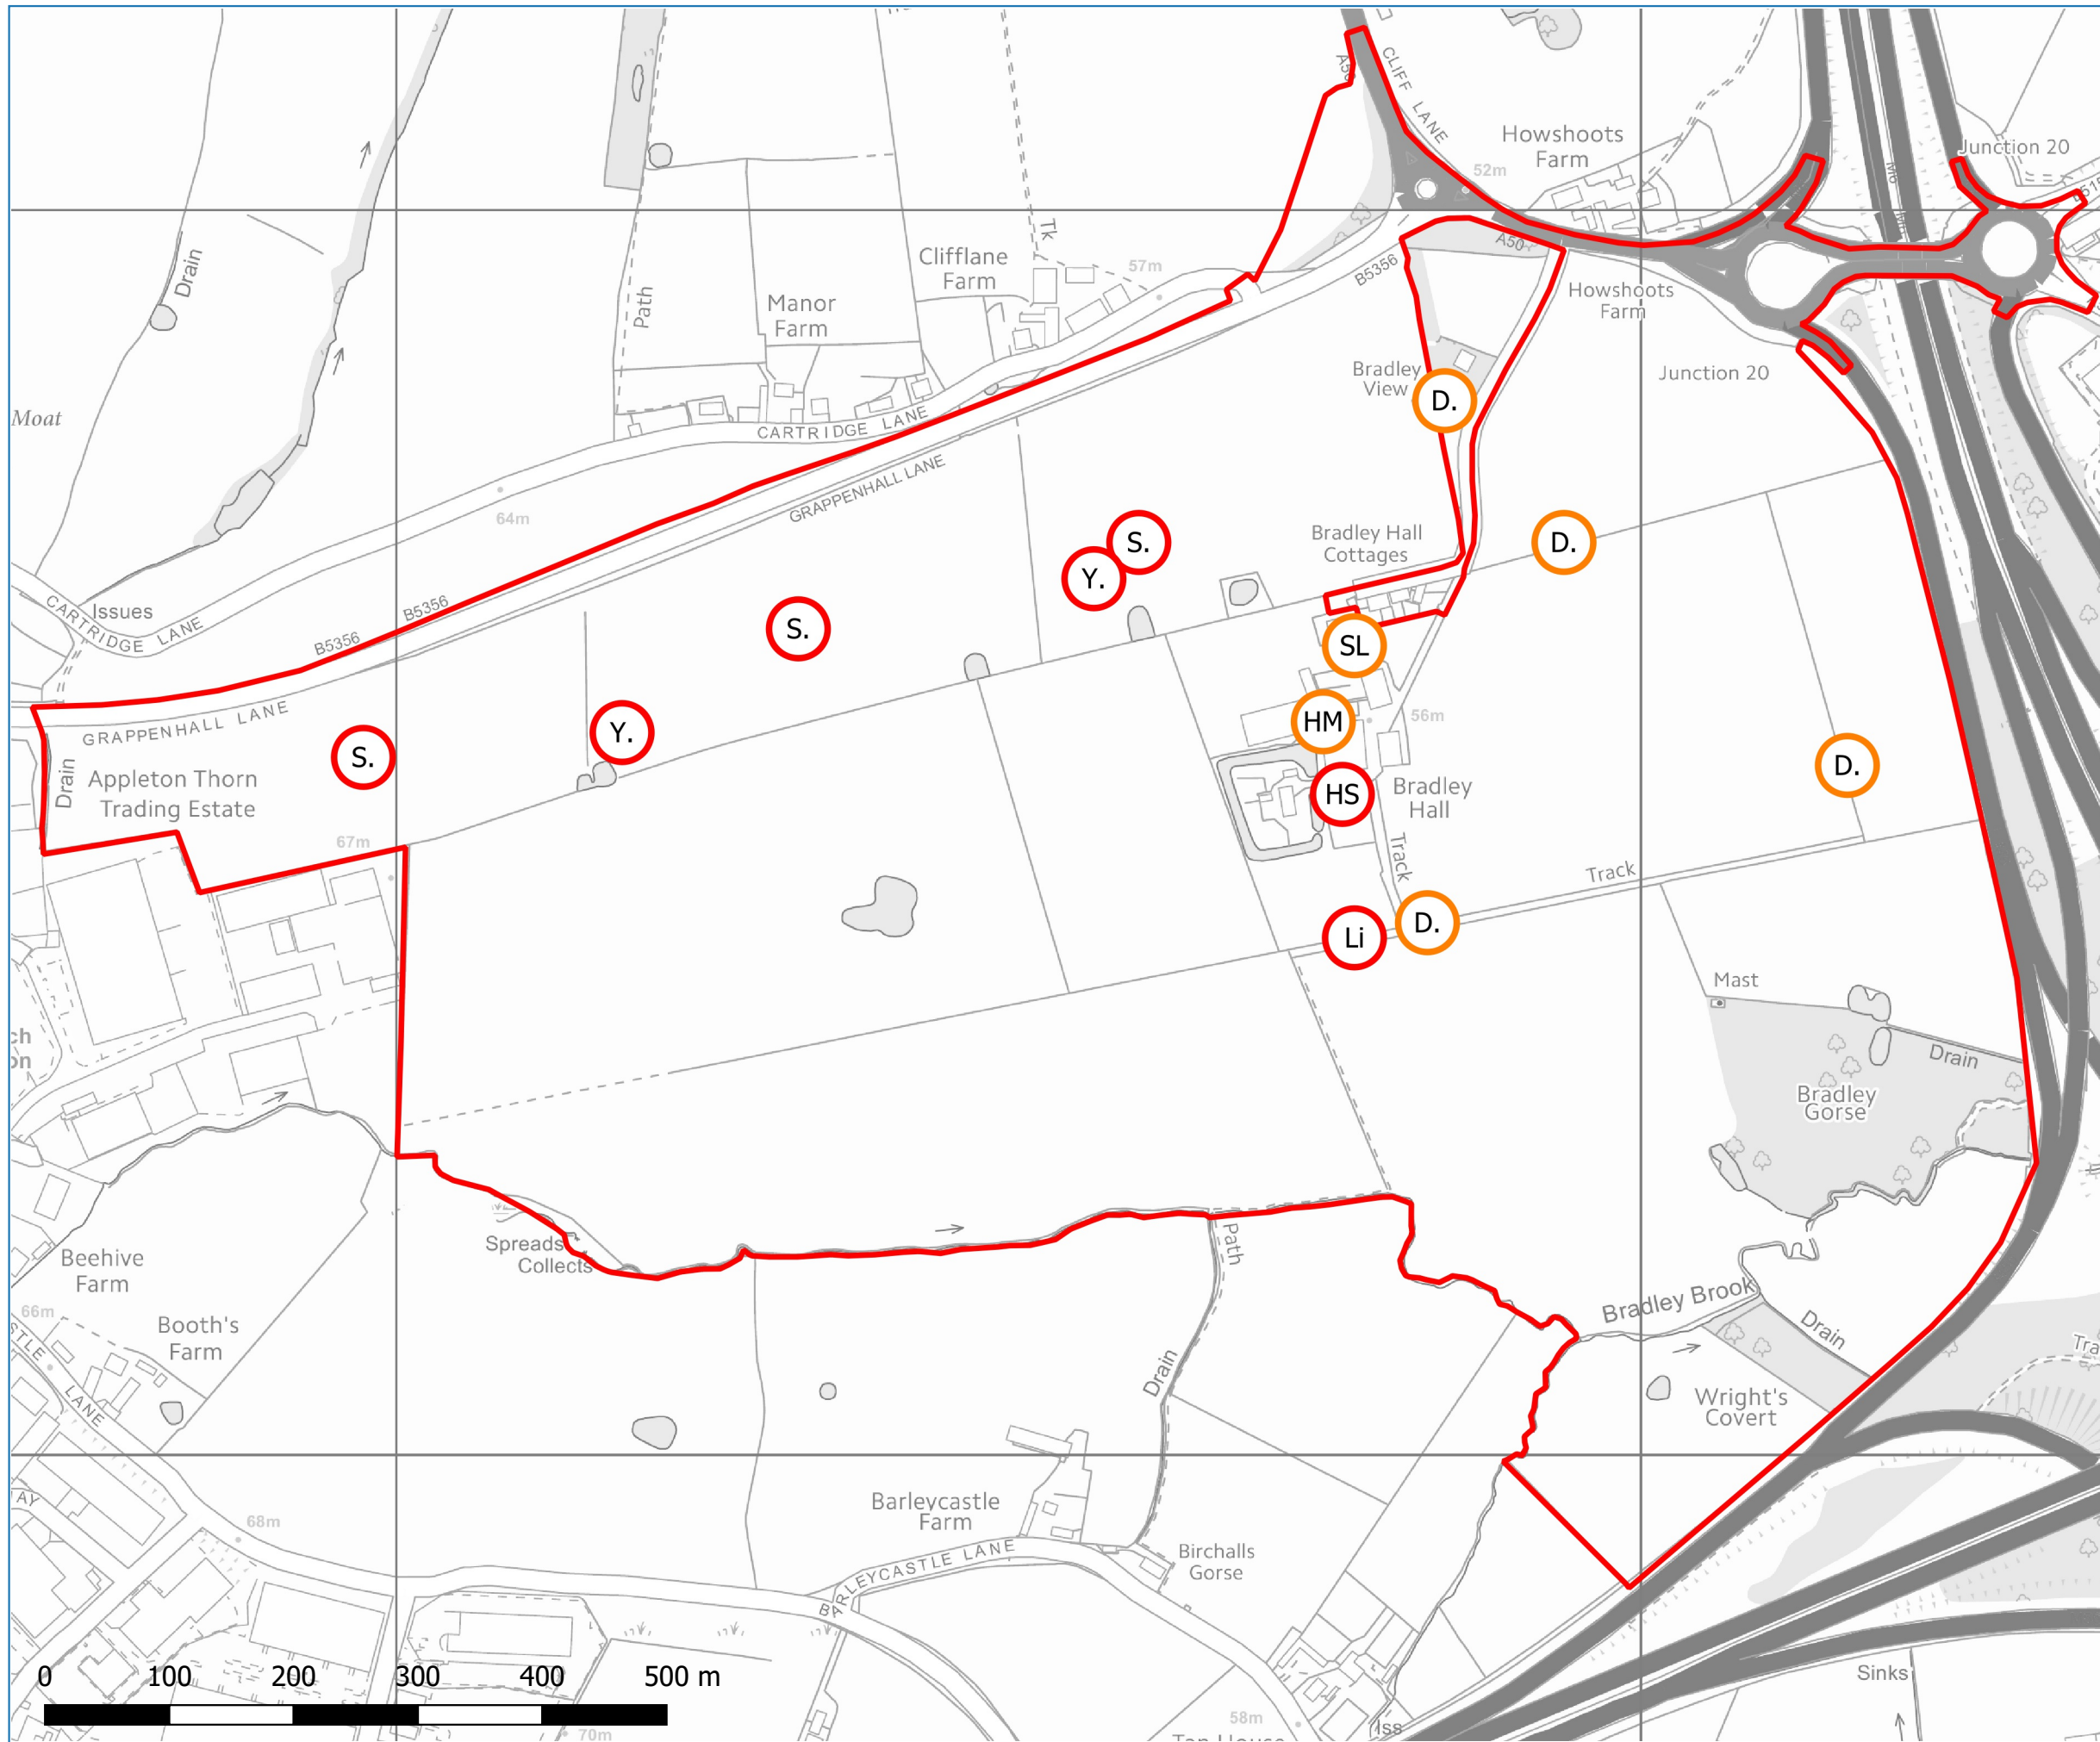 A50
CLIFF LANE
Howshoots
Farm
52m
Junction 20
M6
Drain
Path
Tk
Clifflane
Farm
57m
Manor
Farm
B5356
A50
Howshoots
Farm
Junction 20
Bradley
View
D.
Moat
CARTRIDGE LANE
GRAPPENHALL LANE
64m
S.
Y.
Bradley Hall
Cottages
D.
Issues
CARTRIDGE LANE
B5356
B5356
S.
SL
GRAPPENHALL LANE
S.
Y.
HM
56m
D.
Drain
Appleton Thorn
Trading Estate
HS
Bradley
Hall
67m
Track
Track
Li
D.
Mast
Drain
Bradley
Gorse
Spreads
Collects
Path
Beehive
Farm
66m
Booth's
Farm
LANE
Bradley Brook
Drain
Drain
Wright's
Covert
Barleycastle
Farm
68m
BARLEYCASTLE LANE
Birchalls
Gorse
0 100 200 300 400 500 m
70m
58m
Iss
Sinks